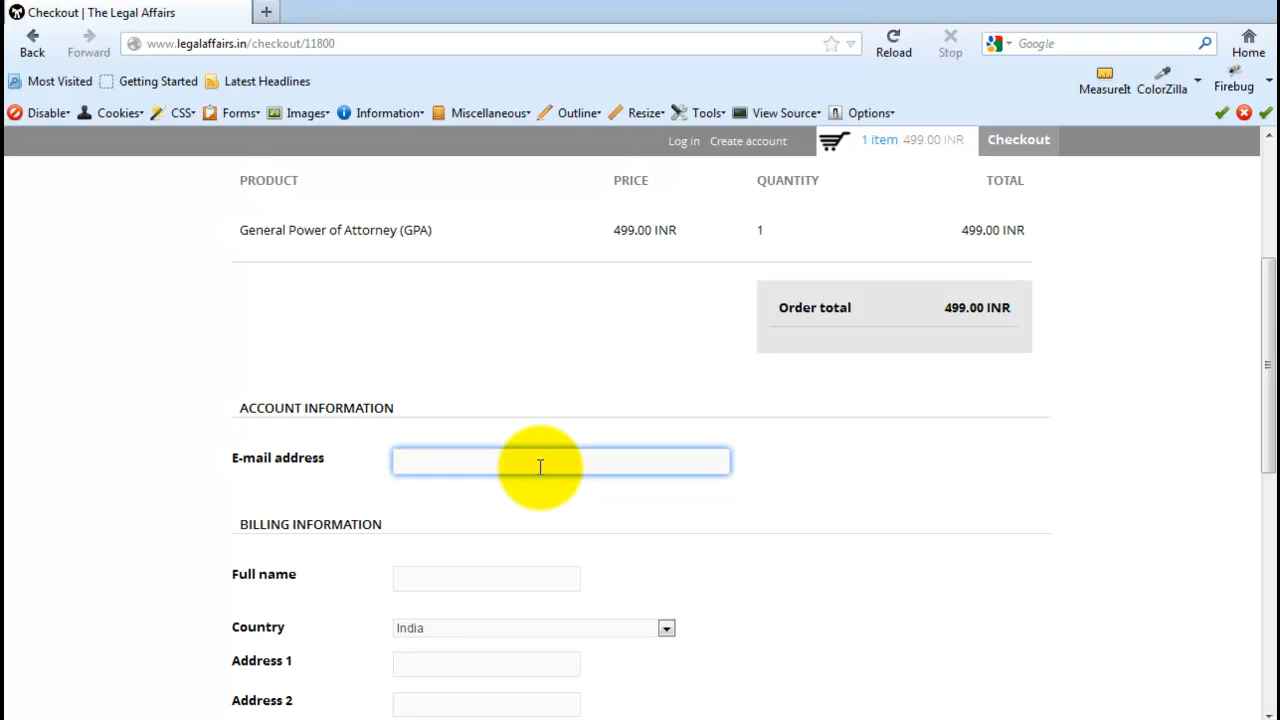 Checkout | The Legal Affairs
+
Back Forward www.legalaffairs.in/checkout/11800 Reload Stop Google Home
Most Visited Getting Started Latest Headlines
MeasureIt ColorZilla Firebug
Disable Cookies CSS Forms Images Information Miscellaneous Outline Resize Tools View Source Options
Log in Create account 1 item 499.00 INR Checkout
PRODUCT PRICE QUANTITY TOTAL
General Power of Attorney (GPA) 499.00 INR 1 499.00 INR
Order total 499.00 INR
ACCOUNT INFORMATION
E-mail address
BILLING INFORMATION
Full name
Country India
Address 1
Address 2